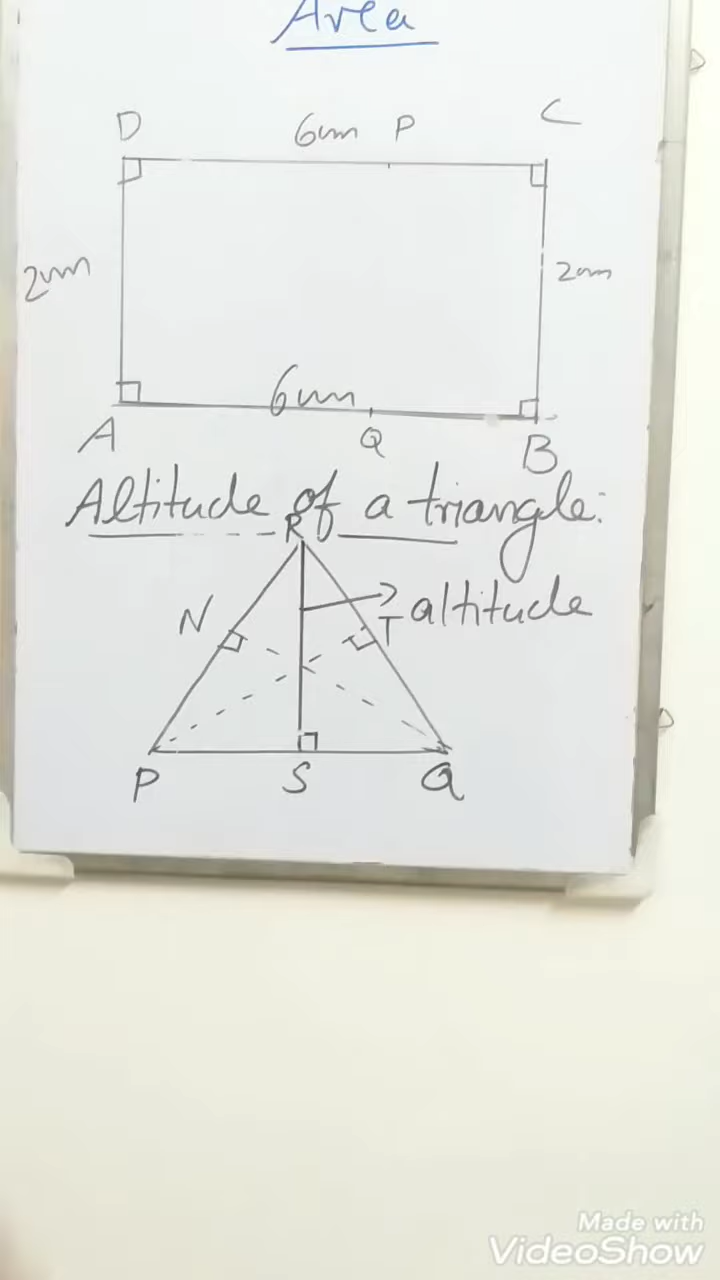 Area
D 6cm P C
2cm 2cm
6cm
A Q B
Altitude of a triangle:
R
N T altitude
P S Q
Made with
VideoShow